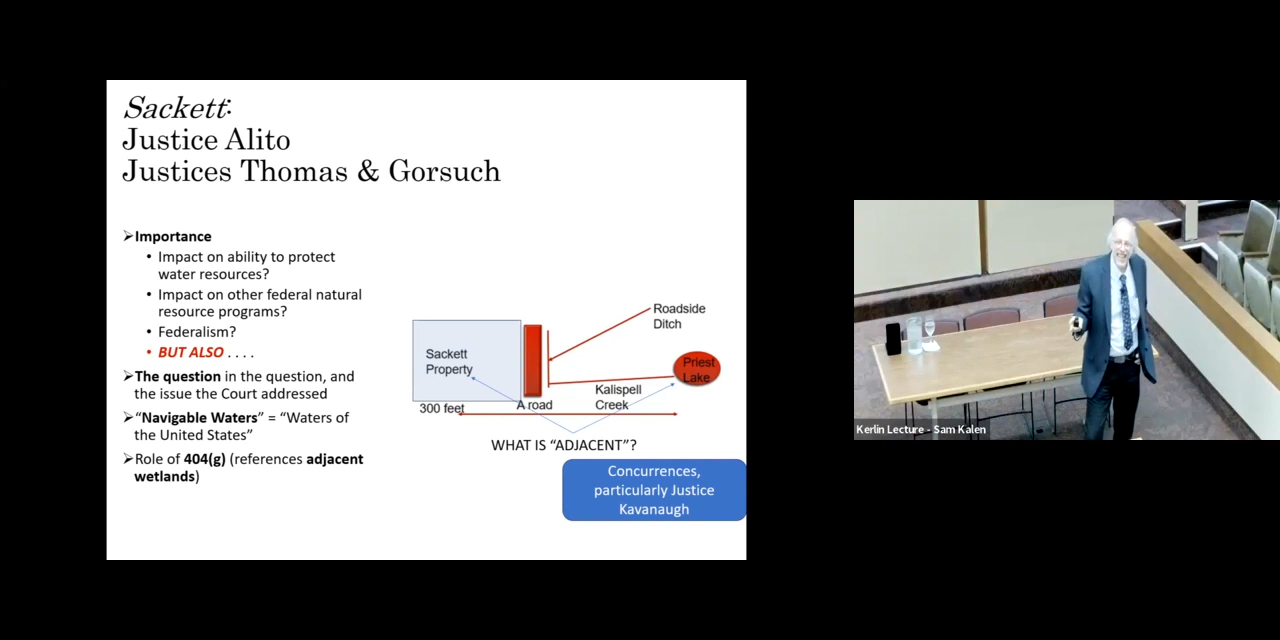 Sackett:
Justice Alito
Justices Thomas & Gorsuch
➢Importance
• Impact on ability to protect
water resources?
• Impact on other federal natural
resource programs?
• Federalism?
• BUT ALSO . . . .
➢The question in the question, and
the issue the Court addressed
➢“Navigable Waters” = “Waters of
the United States”
➢Role of 404(g) (references adjacent
wetlands)
Roadside
Ditch
Sackett
Property
Priest
Lake
Kalispell
Creek
300 feet
A road
WHAT IS “ADJACENT”?
Concurrences,
particularly Justice
Kavanaugh
Kerlin Lecture - Sam Kalen